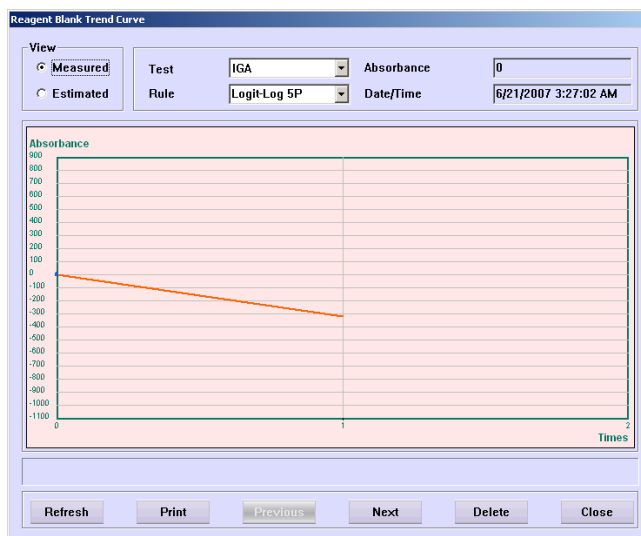 Reagent Blank Trend Curve
View
Measured
Estimated
Test IGA Absorbance 0
Rule Logit-Log 5P Date/Time 6/21/2007 3:27:02 AM
Absorbance
900
800
700
600
500
400
300
200
100
0
-100
-200
-300
-400
-500
-600
-700
-800
-900
-1000
-1100
0 1 2
Times
Refresh Print Previous Next Delete Close